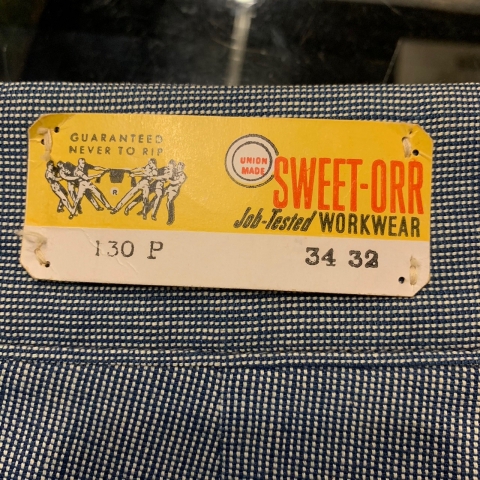 GUARANTEED
NEVER TO RIP
R
UNION
MADE
SWEET-ORR
Job-Tested WORKWEAR
130 P
34 32